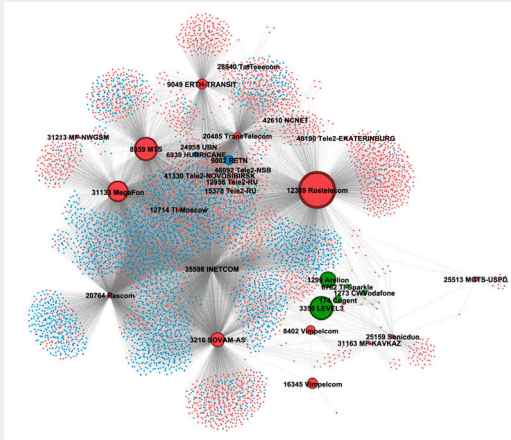 28840 TatTelecom
9049 ERTH-TRANSIT
42610 NCNET
31213 MF-NWGSM
20485 TransTelecom
48190 Tele2-EKATERINBURG
8359 MTS
24958 UBN
6939 HURRICANE
9002 RETN
48092 Tele2-NSB
41330 Tele2-NOVOSIBIRSK
12958 Tele2-RU
31133 MegaFon
15378 Tele2-RU
12389 Rostelecom
12714 TI-Moscow
35598 INETCOM
1299 Arelion
25513 MGTS-USPD
6762 TI Sparkle
1273 CWVodafone
20764 Rascom
174 Cogent
3356 LEVEL3
8402 Vimpelcom
25159 Sonicduo
3216 SOVAM-AS
31163 MF-KAVKAZ
16345 Vimpelcom